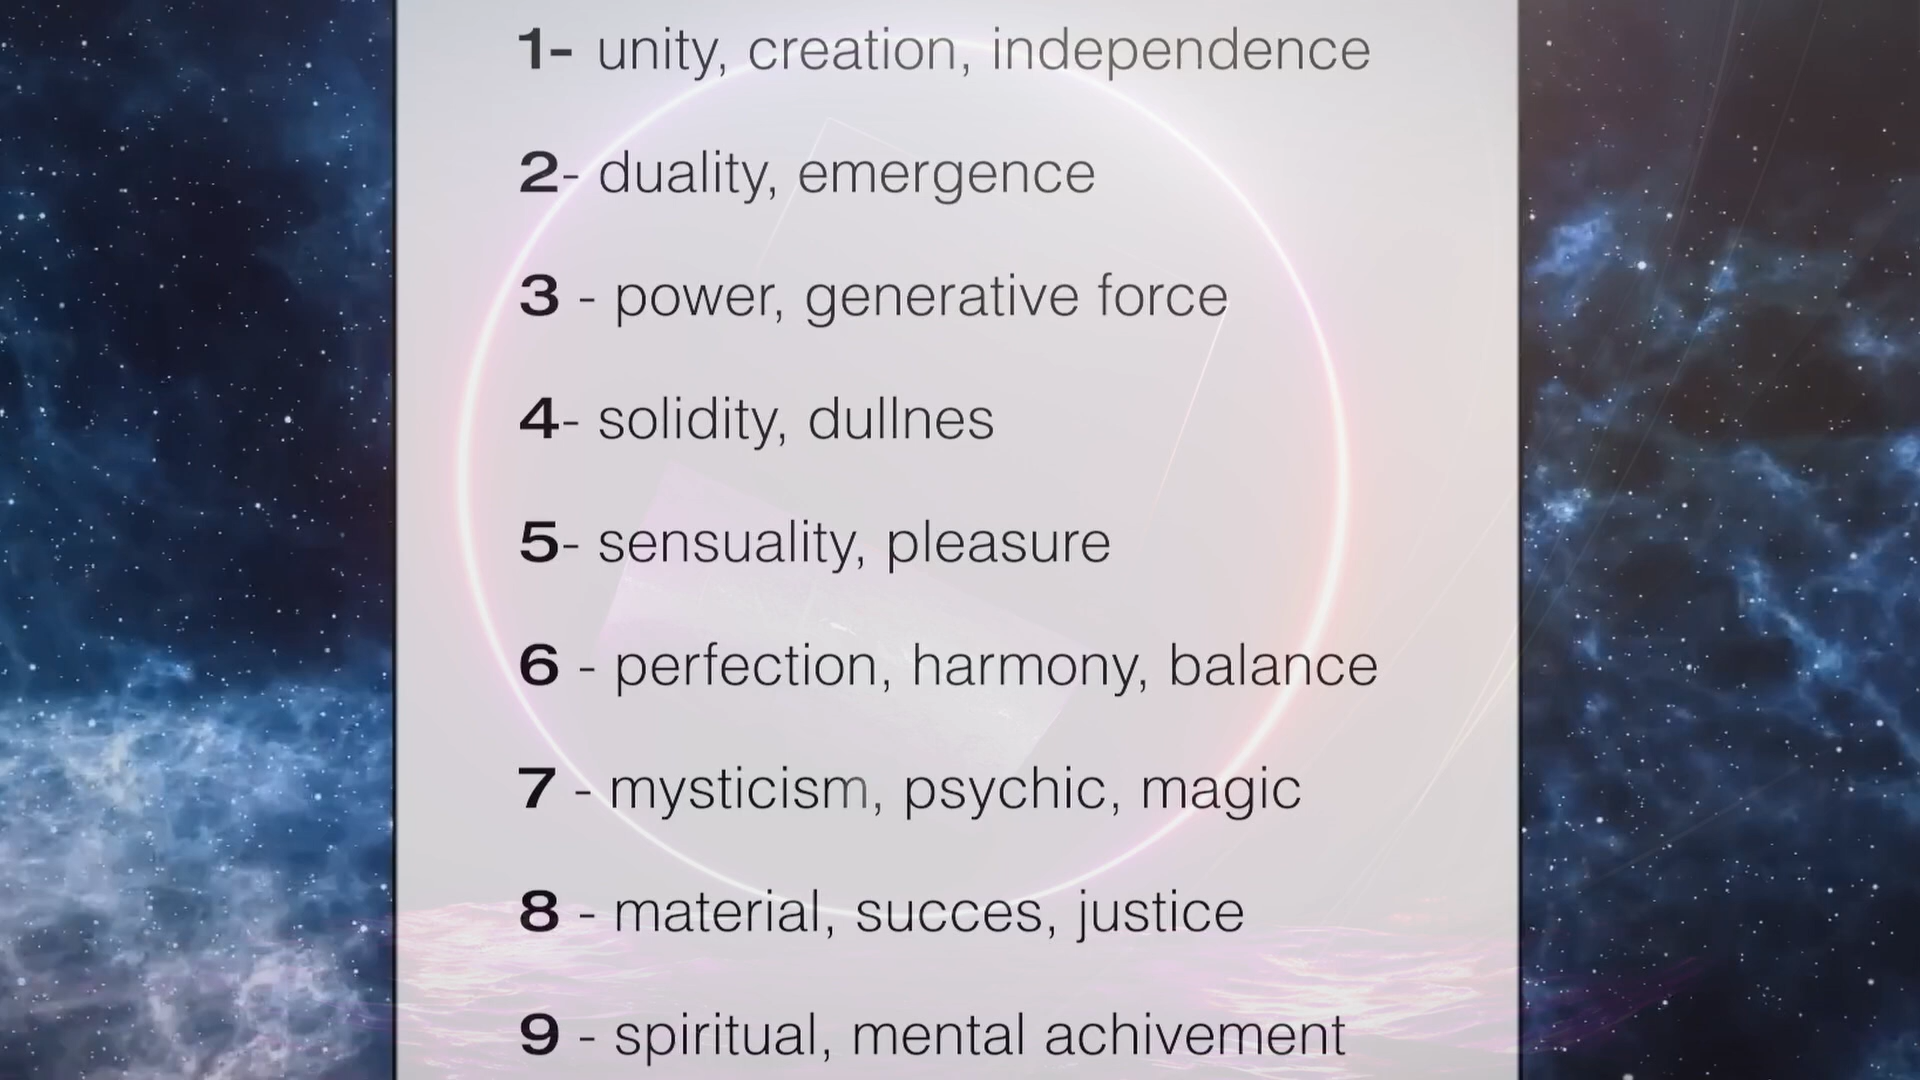 1- unity, creation, independence
2- duality, emergence
3 - power, generative force
4- solidity, dullnes
5- sensuality, pleasure
6 - perfection, harmony, balance
7 - mysticism, psychic, magic
8 - material, succes, justice
9 - spiritual, mental achivement